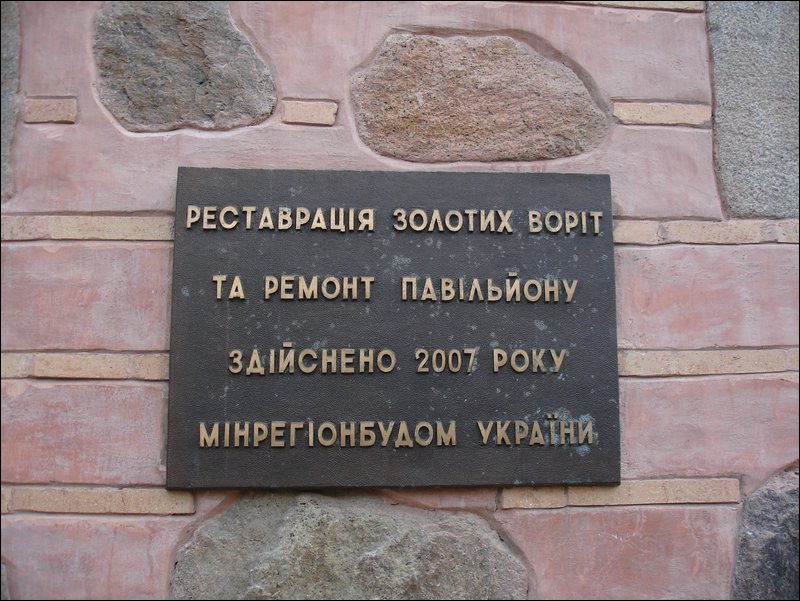 РЕСТАВРАЦІЯ ЗОЛОТИХ ВОРІТ
ТА РЕМОНТ ПАВІЛЬЙОНУ
ЗДІЙСНЕНО 2007 РОКУ
МІНРЕГІОНБУДОМ УКРАЇНИ